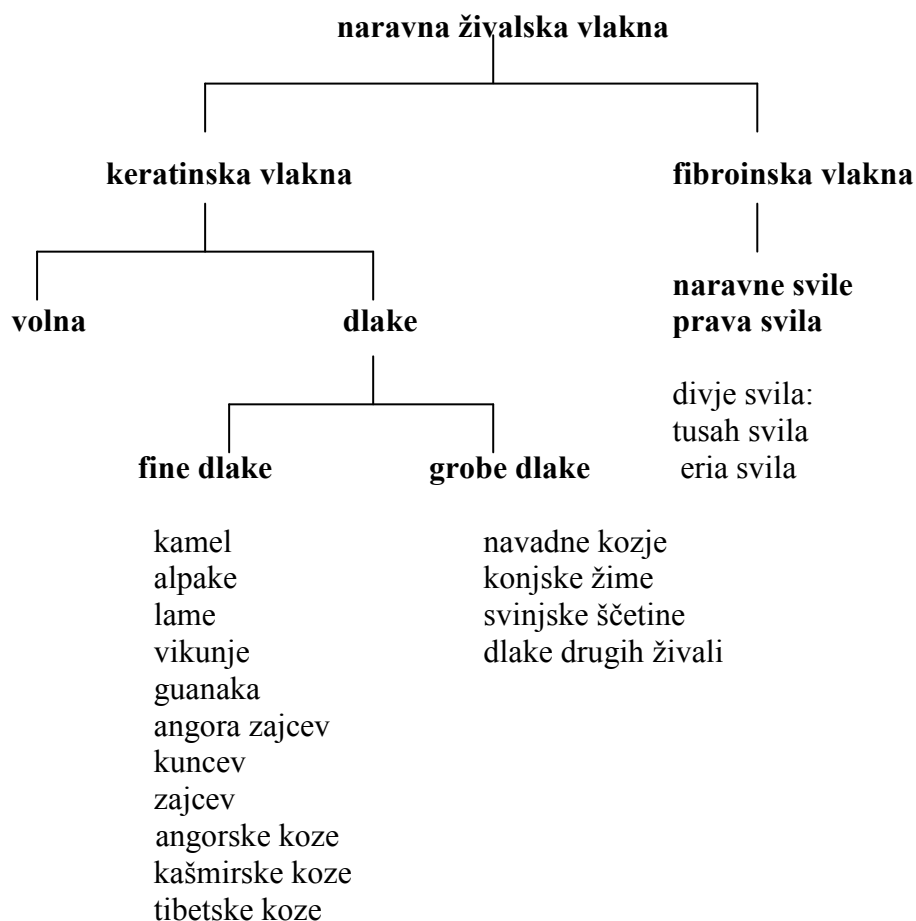 naravna živalska vlakna
keratinska vlakna
fibroinska vlakna
volna
dlake
naravne svile
prava svila
divje svila:
tusah svila
eria svila
fine dlake
grobe dlake
kamel
alpake
lame
vikunje
guanaka
angora zajcev
kuncev
zajcev
angorske koze
kašmirske koze
tibetske koze
navadne kozje
konjske žime
svinjske ščetine
dlake drugih živali